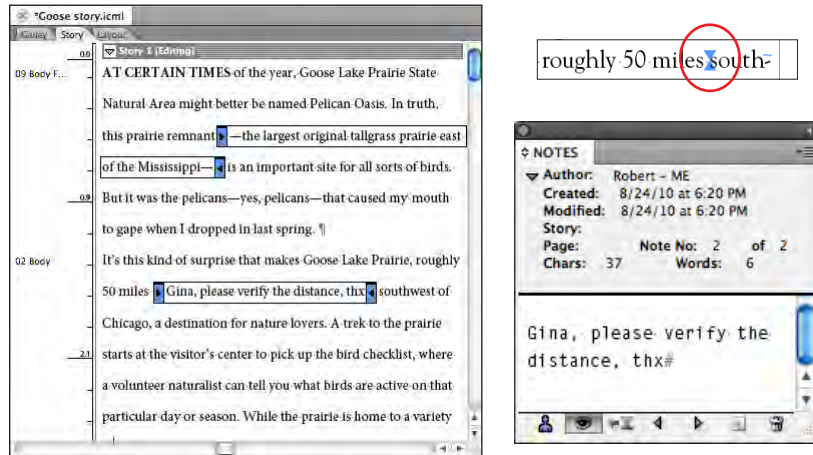 *Goose story.icml
Galley Story Layout
Story 1 (Editing)
0.6
09 Body F...
AT CERTAIN TIMES of the year, Goose Lake Prairie State
Natural Area might better be named Pelican Oasis. In truth,
this prairie remnant —the largest original tallgrass prairie east
of the Mississippi— is an important site for all sorts of birds.
0.9
But it was the pelicans—yes, pelicans—that caused my mouth
to gape when I dropped in last spring. ¶
02 Body
It's this kind of surprise that makes Goose Lake Prairie, roughly
50 miles Gina, please verify the distance, thx southwest of
Chicago, a destination for nature lovers. A trek to the prairie
2.1
starts at the visitor's center to pick up the bird checklist, where
a volunteer naturalist can tell you what birds are active on that
particular day or season. While the prairie is home to a variety
roughly 50 miles south-
NOTES
Author: Robert – ME
Created: 8/24/10 at 6:20 PM
Modified: 8/24/10 at 6:20 PM
Story:
Page: Note No: 2 of 2
Chars: 37 Words: 6
Gina, please verify the
distance, thx#